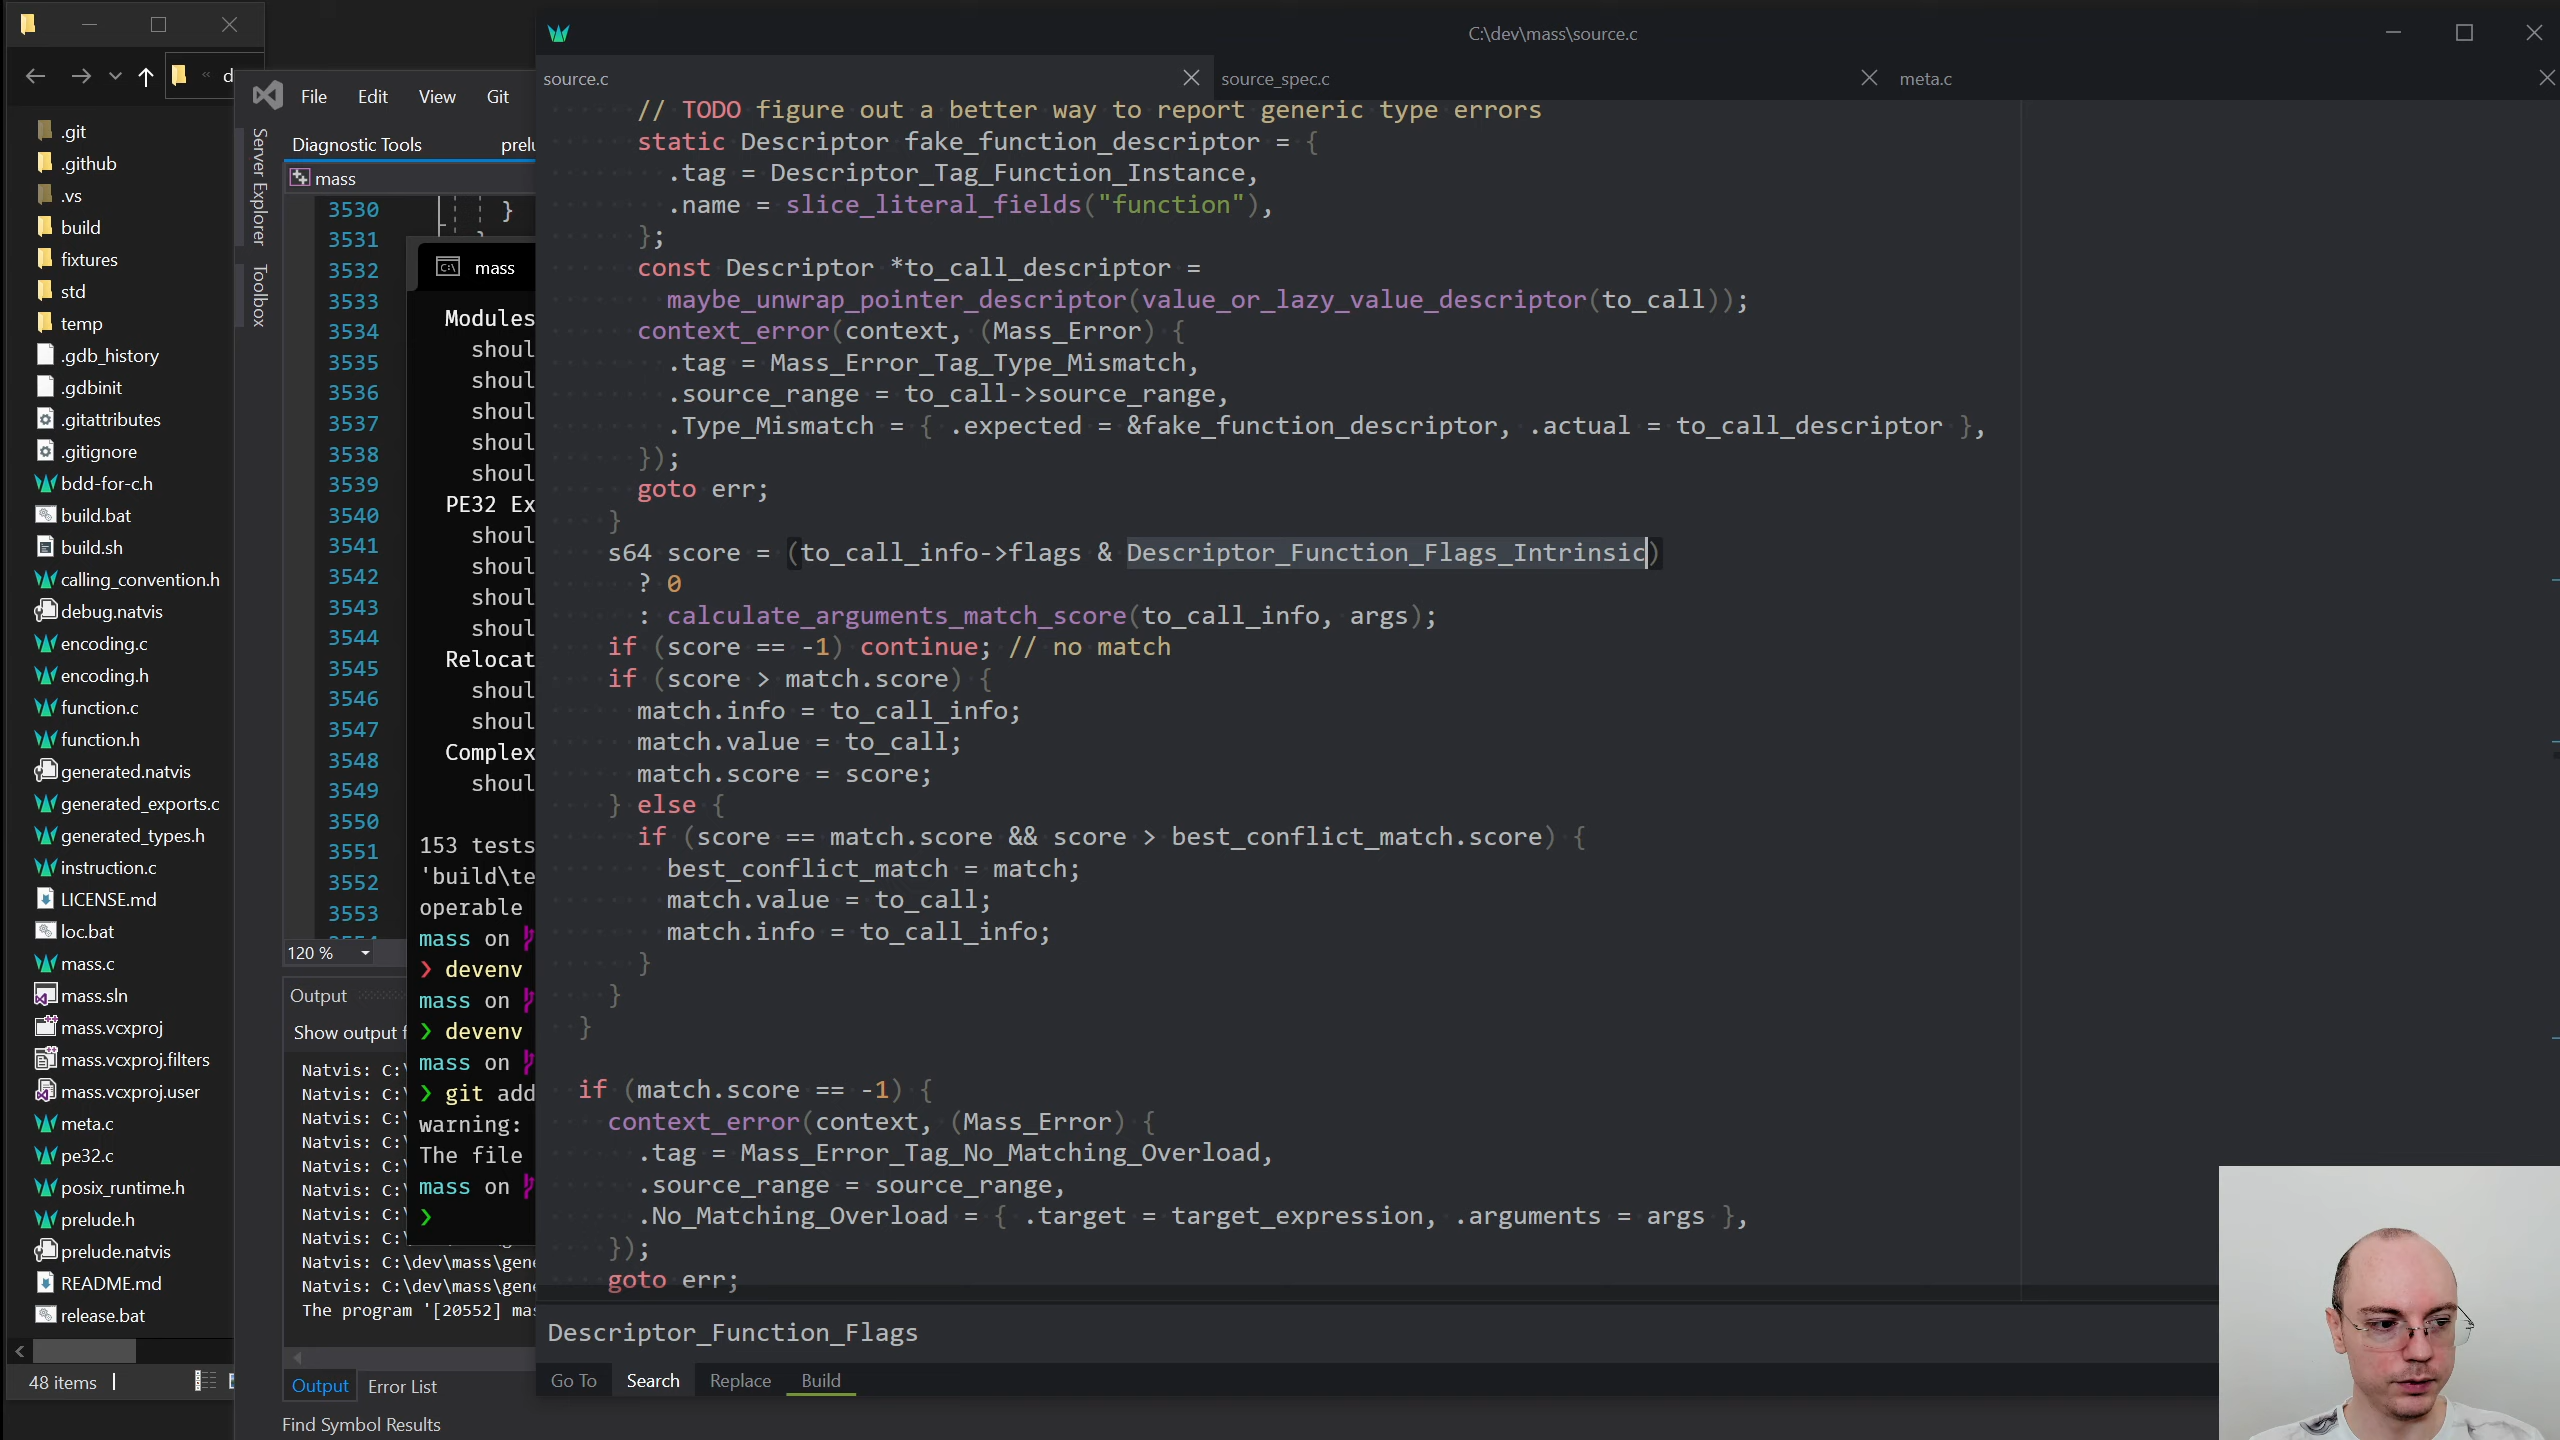 C:\dev\mass\source.c
source.c
source_spec.c
meta.c
« d
.git
.github
.vs
build
fixtures
std
temp
.gdb_history
.gdbinit
.gitattributes
.gitignore
bdd-for-c.h
build.bat
build.sh
calling_convention.h
debug.natvis
encoding.c
encoding.h
function.c
function.h
generated.natvis
generated_exports.c
generated_types.h
instruction.c
LICENSE.md
loc.bat
mass.c
mass.sln
mass.vcxproj
mass.vcxproj.filters
mass.vcxproj.user
meta.c
pe32.c
posix_runtime.h
prelude.h
prelude.natvis
README.md
release.bat
48 items
File Edit View Git
Server Explorer
Toolbox
Diagnostic Tools prelu
mass
3530 }
3531
3532
3533
3534
3535
3536
3537
3538
3539
3540
3541
3542
3543
3544
3545
3546
3547
3548
3549
3550
3551
3552
3553
120 %
Output
Show output f
Natvis: C:\
Natvis: C:\
Natvis: C:\
Natvis: C:\
Natvis: C:\
Natvis: C:\
Natvis: C:\
Natvis: C:\
Natvis: C:\dev\mass\gene
Natvis: C:\dev\mass\gene
The program '[20552] mas
Output Error List
Find Symbol Results
mass
Modules
shoul
shoul
shoul
shoul
shoul
PE32 Ex
shoul
shoul
shoul
shoul
Relocat
shoul
shoul
Complex
shoul
153 tests
'build\te
operable
mass on
❯ devenv
mass on
❯ devenv
mass on
❯ git add
warning:
The file
mass on
❯
// TODO figure out a better way to report generic type errors
static Descriptor fake_function_descriptor = {
.tag = Descriptor_Tag_Function_Instance,
.name = slice_literal_fields("function"),
};
const Descriptor *to_call_descriptor =
maybe_unwrap_pointer_descriptor(value_or_lazy_value_descriptor(to_call));
context_error(context, (Mass_Error) {
.tag = Mass_Error_Tag_Type_Mismatch,
.source_range = to_call->source_range,
.Type_Mismatch = { .expected = &fake_function_descriptor, .actual = to_call_descriptor },
});
goto err;
}
s64 score = (to_call_info->flags & Descriptor_Function_Flags_Intrinsic)
? 0
: calculate_arguments_match_score(to_call_info, args);
if (score == -1) continue; // no match
if (score > match.score) {
match.info = to_call_info;
match.value = to_call;
match.score = score;
} else {
if (score == match.score && score > best_conflict_match.score) {
best_conflict_match = match;
match.value = to_call;
match.info = to_call_info;
}
}
}
if (match.score == -1) {
context_error(context, (Mass_Error) {
.tag = Mass_Error_Tag_No_Matching_Overload,
.source_range = source_range,
.No_Matching_Overload = { .target = target_expression, .arguments = args },
});
goto err;
Descriptor_Function_Flags
Go To Search Replace Build